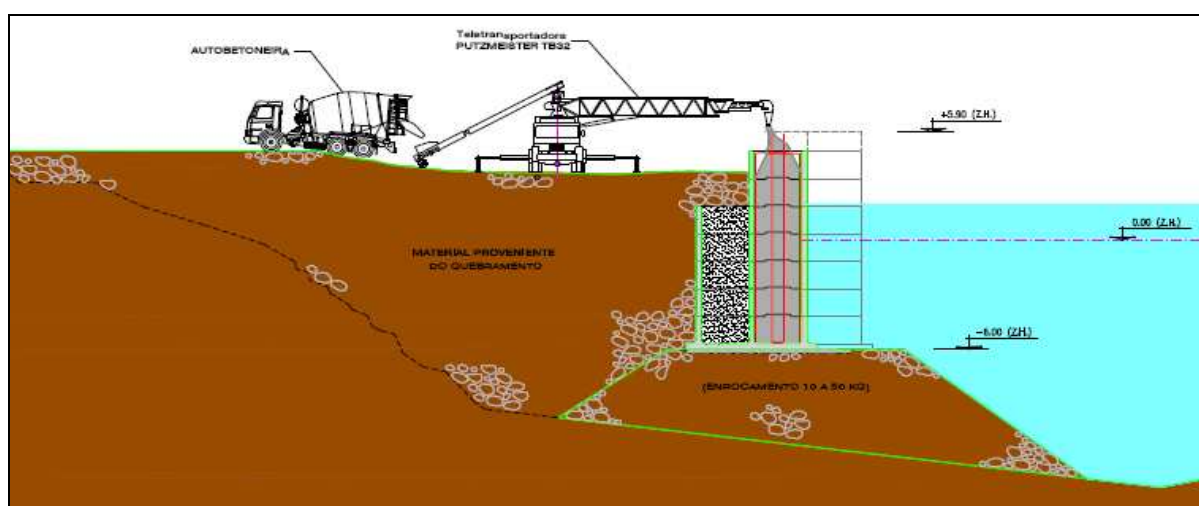 Teletransportadora
PUTZMEISTER TB32
AUTOBETONEIRA
+5.90 (Z.H.)
0.00 (Z.H.)
MATERIAL PROVENIENTE
DO QUEBRAMENTO
-6.00 (Z.H.)
(ENROCAMENTO 10 A 50 KG)